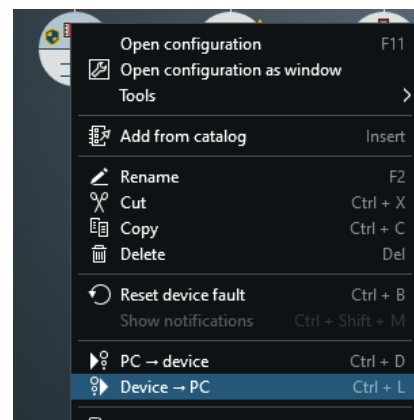 Open configuration F11
Open configuration as window
Tools
Add from catalog Insert
Rename F2
Cut Ctrl + X
Copy Ctrl + C
Delete Del
Reset device fault Ctrl + B
Show notifications Ctrl + Shift + M
PC → device Ctrl + D
Device → PC Ctrl + L